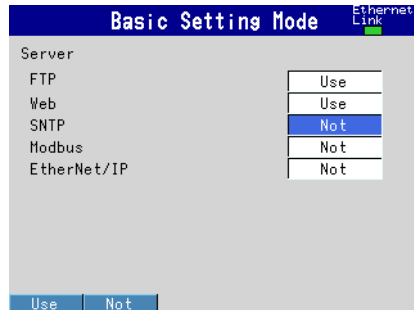 Basic Setting Mode
Ethernet
Link
Server
FTP Use
Web Use
SNTP Not
Modbus Not
EtherNet/IP Not
Use Not